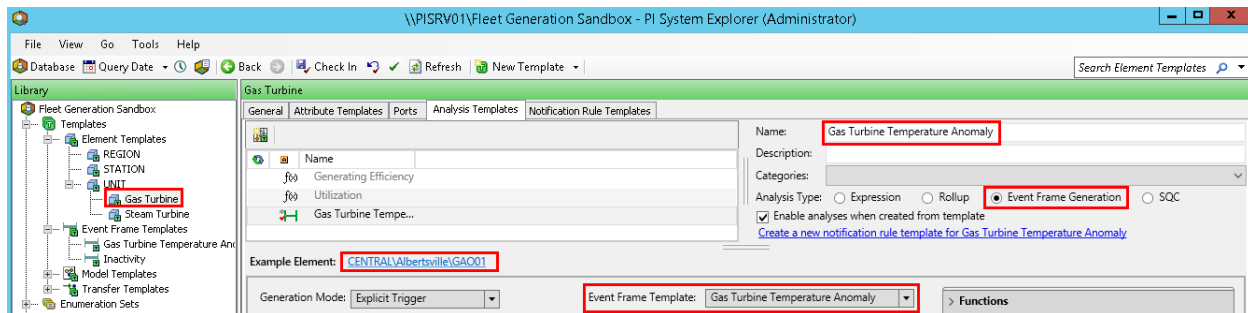 \\PISRV01\Fleet Generation Sandbox - PI System Explorer (Administrator)
File View Go Tools Help
Database Query Date Back Check In Refresh New Template
Search Element Templates
Library
Fleet Generation Sandbox
Templates
Element Templates
REGION
STATION
UNIT
Gas Turbine
Steam Turbine
Event Frame Templates
Gas Turbine Temperature An
Inactivity
Model Templates
Transfer Templates
Enumeration Sets
Gas Turbine
General Attribute Templates Ports Analysis Templates Notification Rule Templates
Name
f(x) Generating Efficiency
f(x) Utilization
Gas Turbine Tempe...
Name: Gas Turbine Temperature Anomaly
Description:
Categories:
Analysis Type: Expression Rollup Event Frame Generation SQC
Enable analyses when created from template
Create a new notification rule template for Gas Turbine Temperature Anomaly
Example Element: CENTRAL\Albertsville\GAO01
Generation Mode: Explicit Trigger
Event Frame Template: Gas Turbine Temperature Anomaly
> Functions